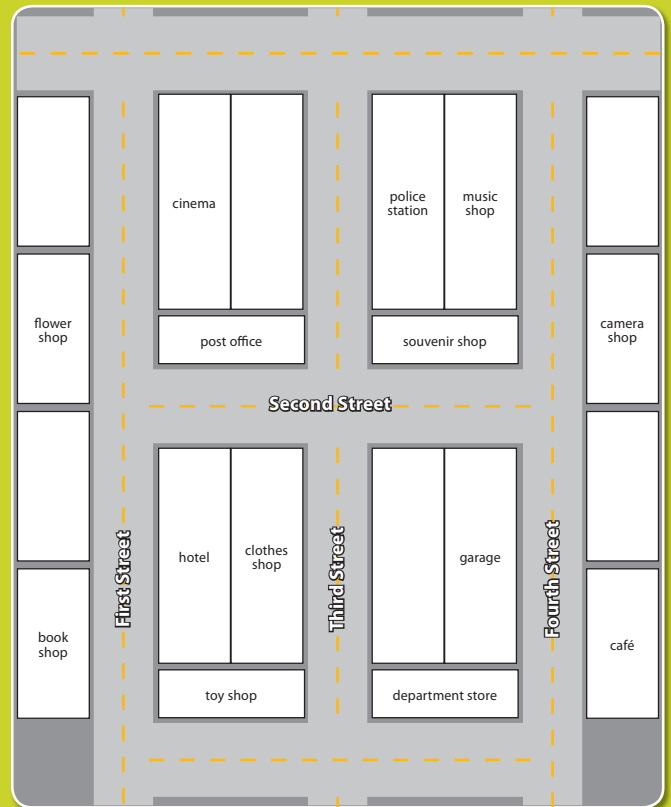 cinema
police
station
music
shop
flower
shop
post office
souvenir shop
camera
shop
Second Street
First Street
hotel
clothes
shop
Third Street
garage
Fourth Street
book
shop
café
toy shop
department store